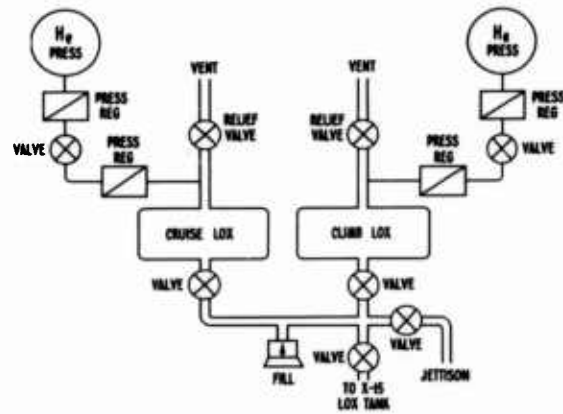 He
PRESS
He
PRESS
PRESS
REG
VENT
VENT
PRESS
REG
VALVE
PRESS
REG
RELIEF
VALVE
RELIEF
VALVE
PRESS
REG
VALVE
CRUISE LOX
CLIMB LOX
VALVE
VALVE
VALVE
VALVE
FILL
TO X-15
LOX TANK
JETTISON